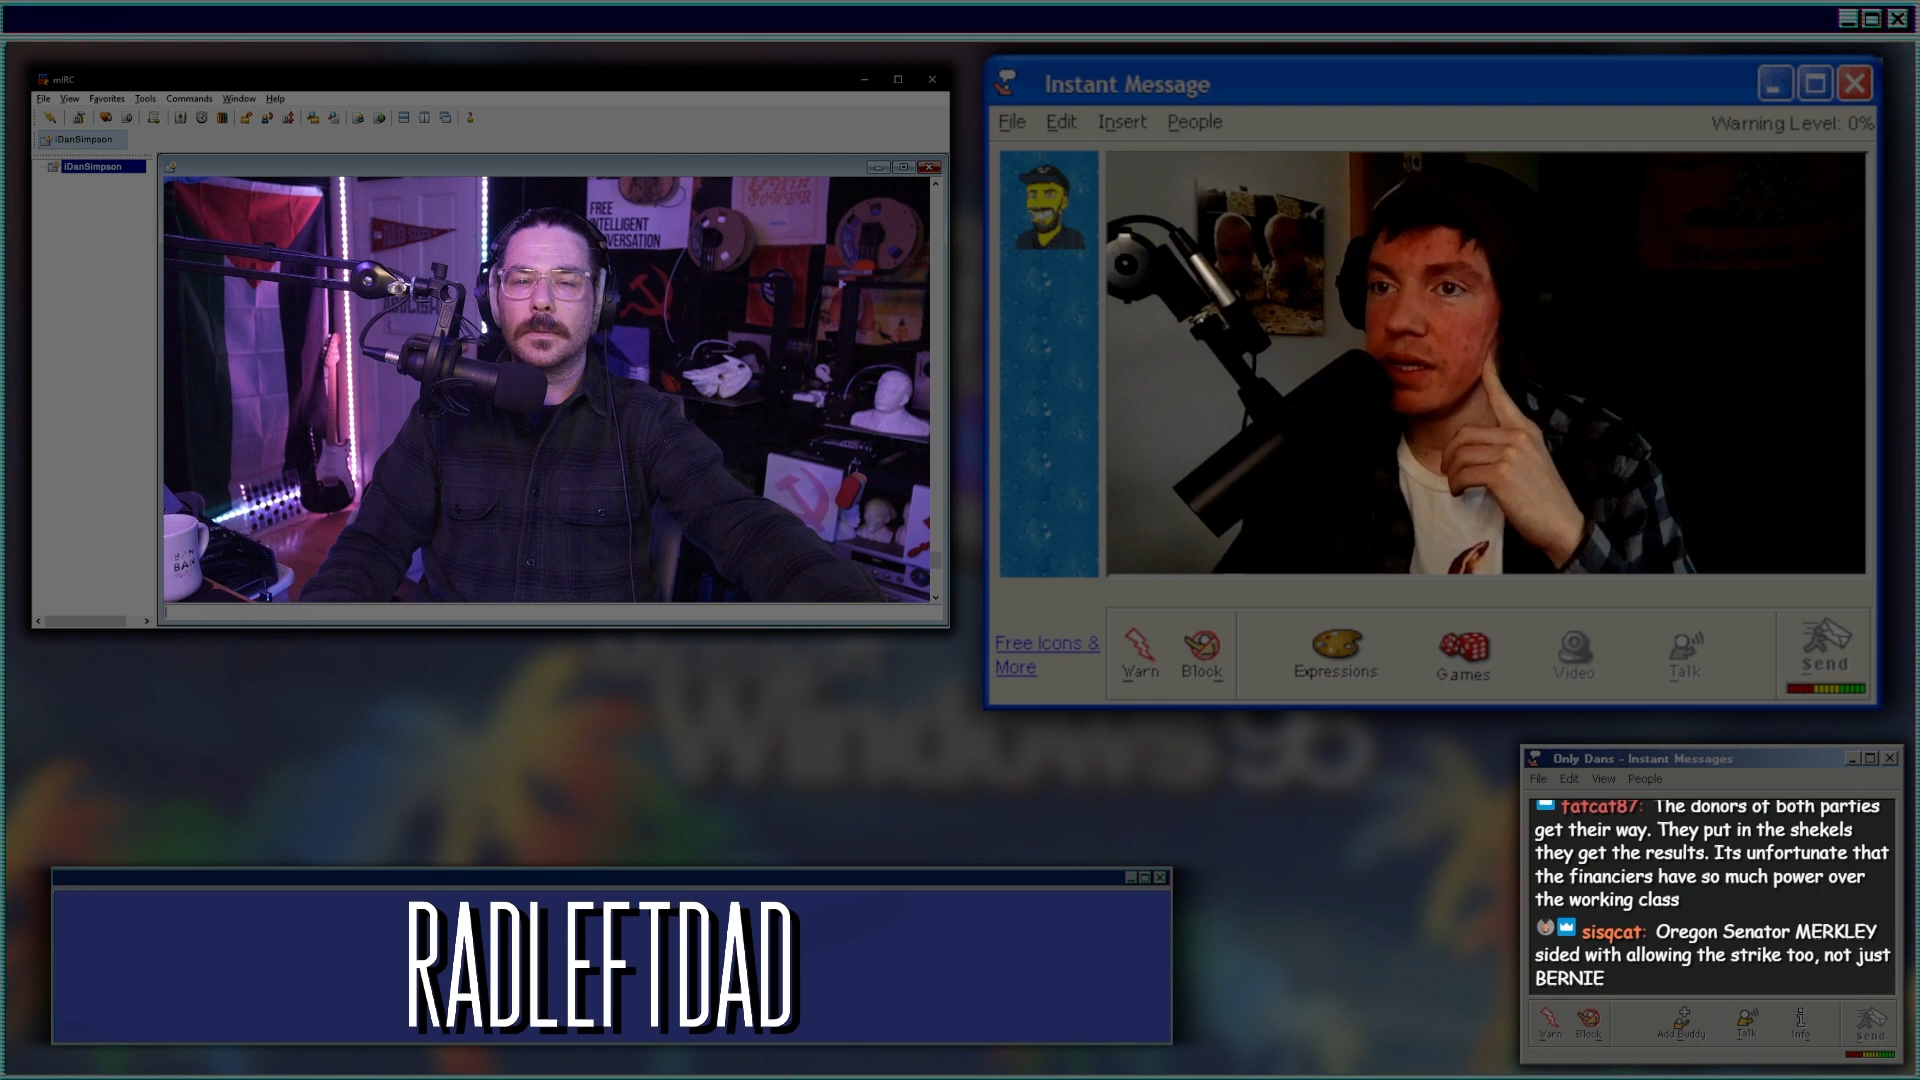 mIRC
File View Favorites Tools Commands Window Help
iDanSimpson
iDanSimpson
FREE
INTELLIGENT
CONVERSATION
BAN
Instant Message
File Edit Insert People
Warning Level: 0%
Free Icons &
More
Warn Block Expressions Games Video Talk Send
Windows 95
Only Dans - Instant Messages
File Edit View People
fatcat87: The donors of both parties
get their way. They put in the shekels
they get the results. Its unfortunate that
the financiers have so much power over
the working class
sisqcat: Oregon Senator MERKLEY
sided with allowing the strike too, not just
BERNIE
Warn Block Add Buddy Talk Info Send
RADLEFTDAD